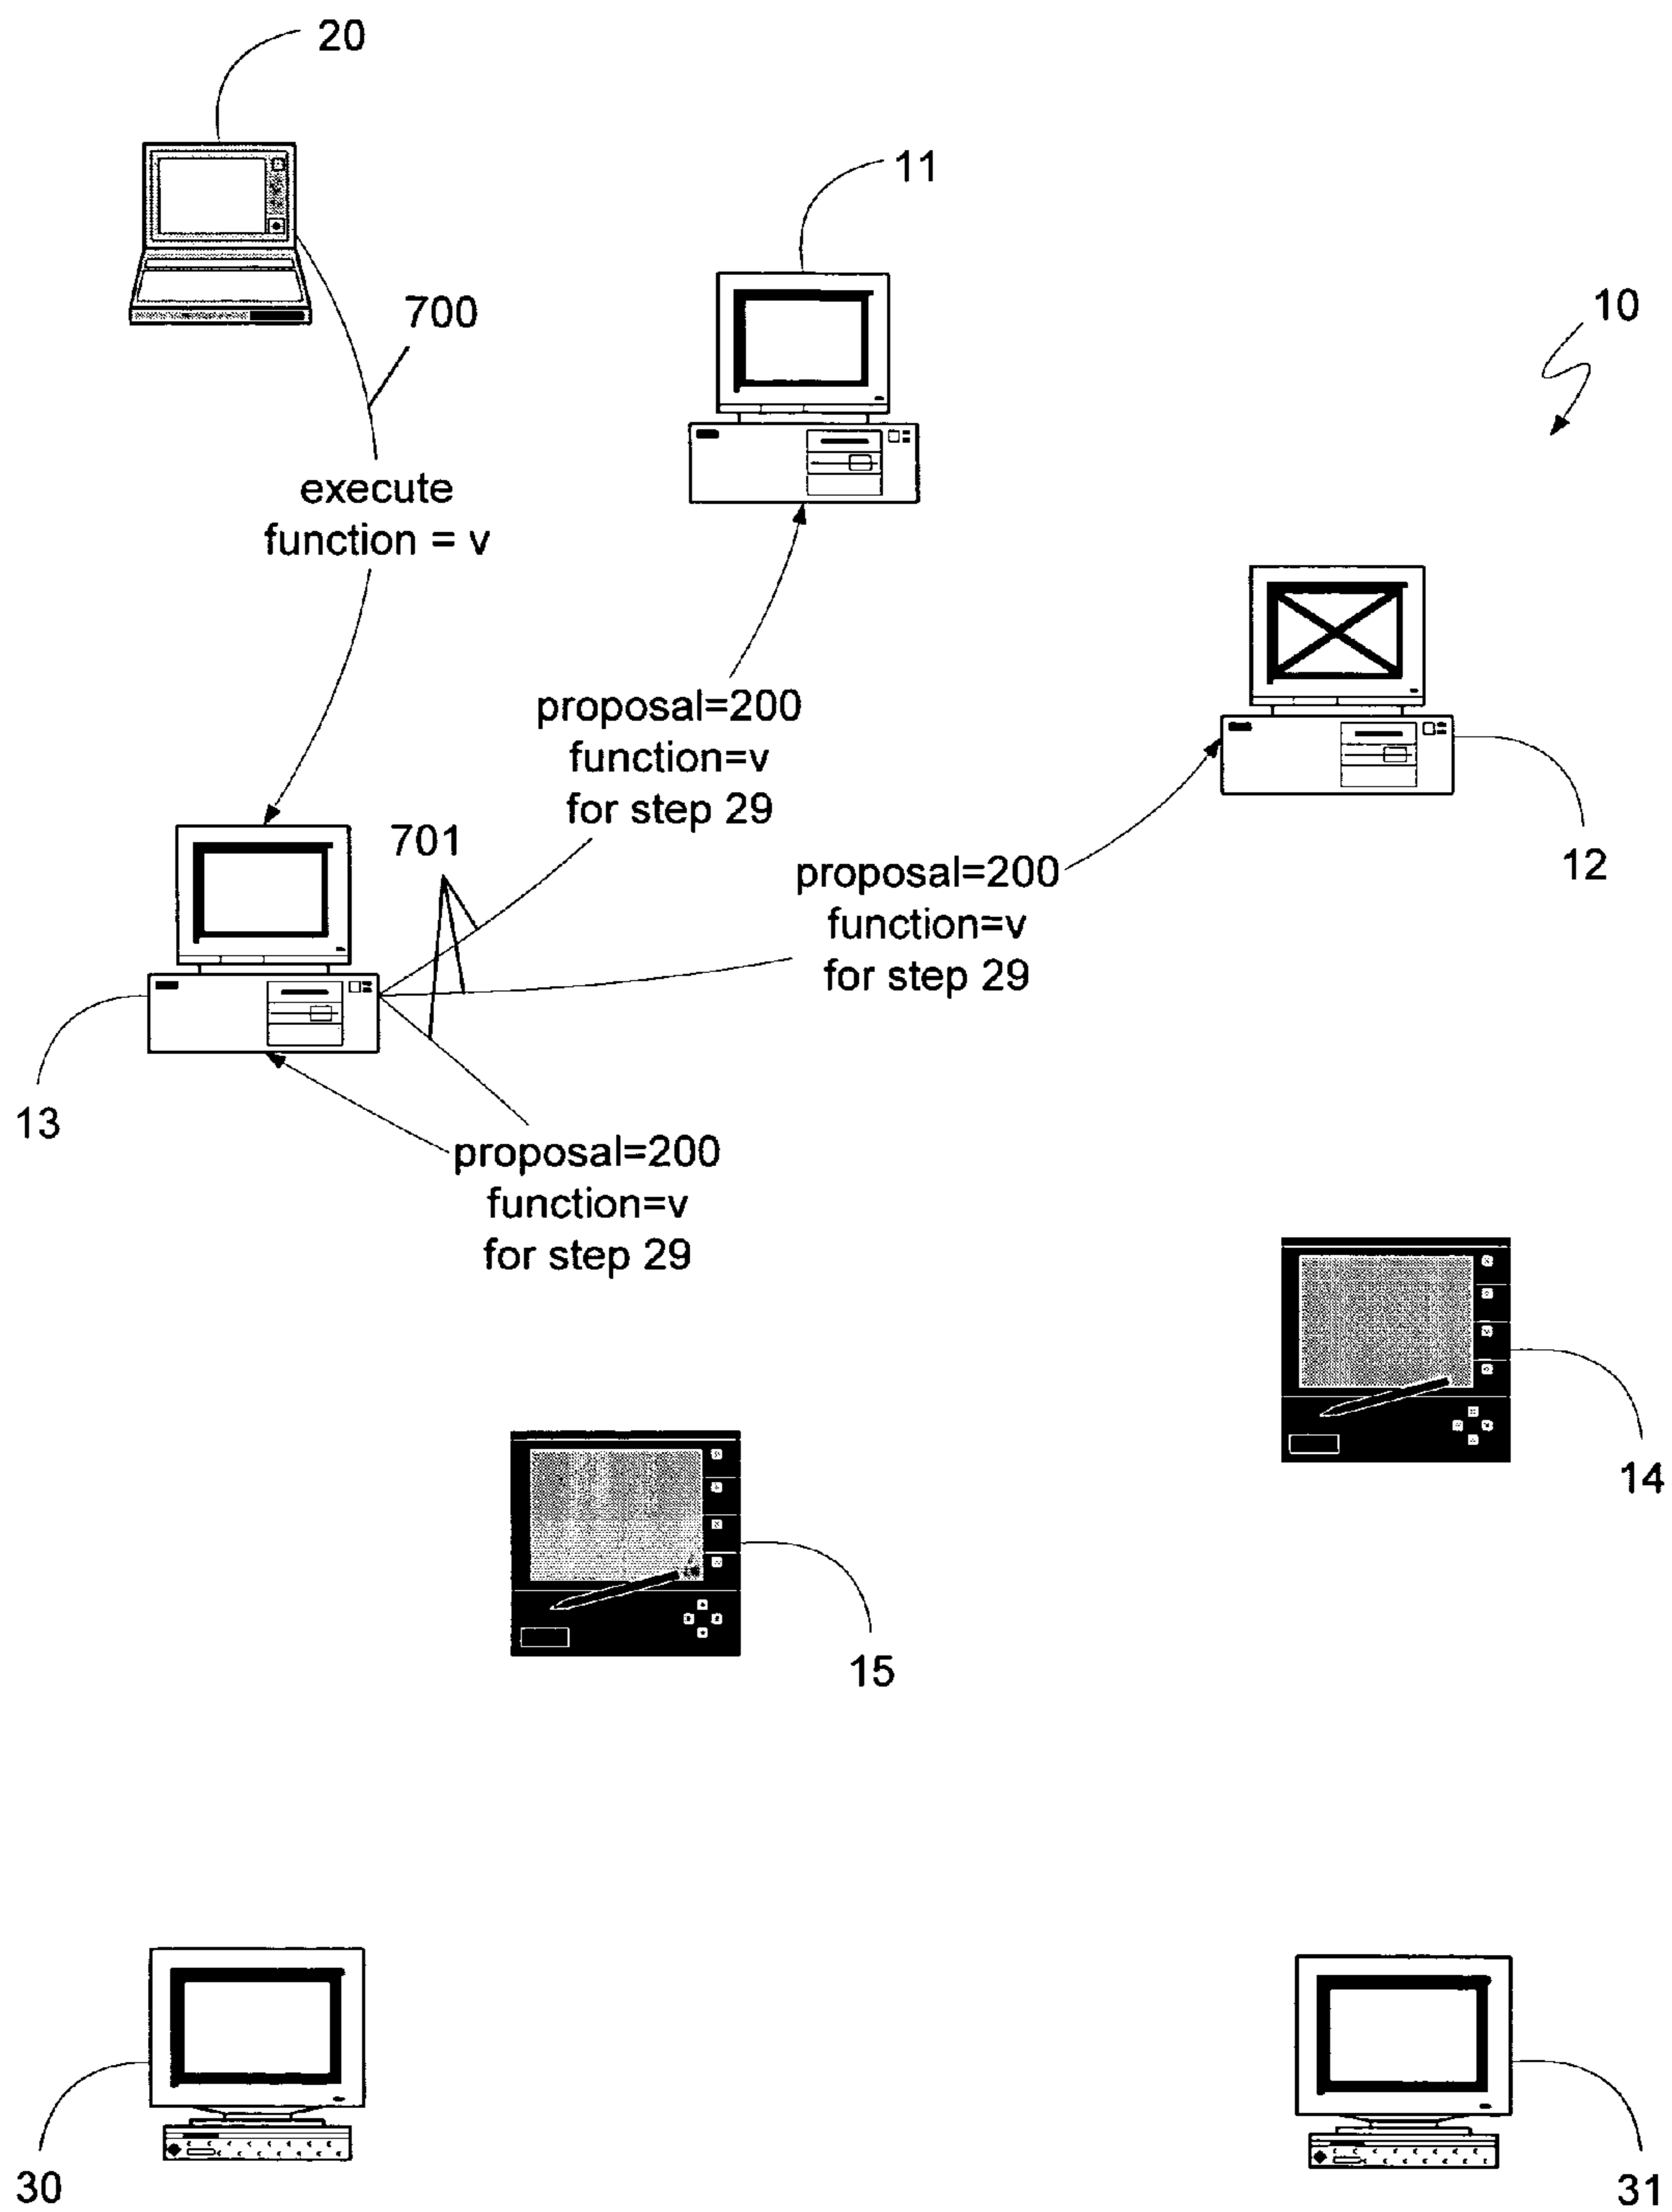 20
11
700
10
execute
function = v
proposal=200
function=v
for step 29
701
proposal=200
function=v
for step 29
12
13
proposal=200
function=v
for step 29
14
15
30
31